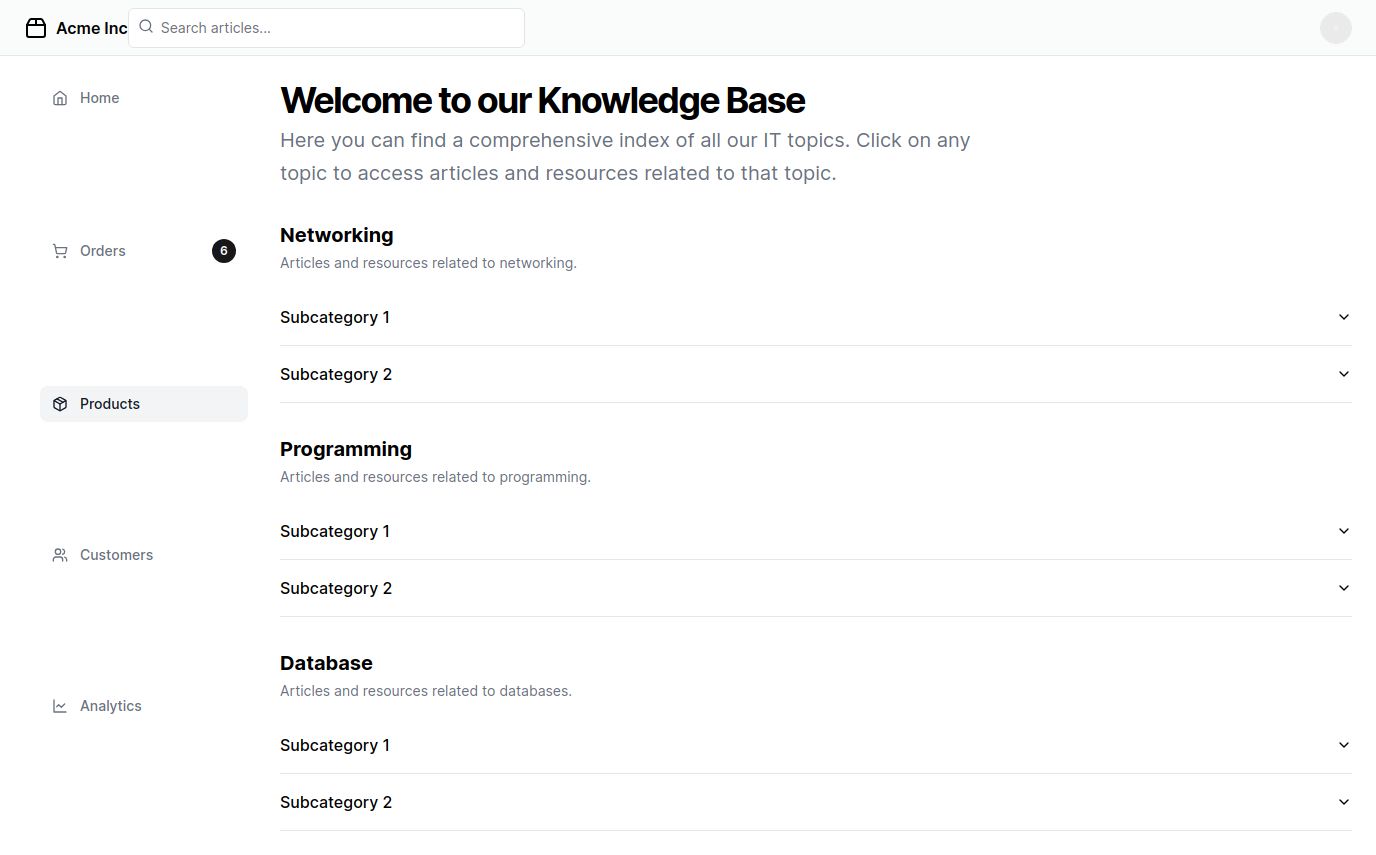 Acme Inc
Search articles...
Home
Orders
6
Products
Customers
Analytics
Welcome to our Knowledge Base
Here you can find a comprehensive index of all our IT topics. Click on any
topic to access articles and resources related to that topic.
Networking
Articles and resources related to networking.
Subcategory 1
Subcategory 2
Programming
Articles and resources related to programming.
Subcategory 1
Subcategory 2
Database
Articles and resources related to databases.
Subcategory 1
Subcategory 2